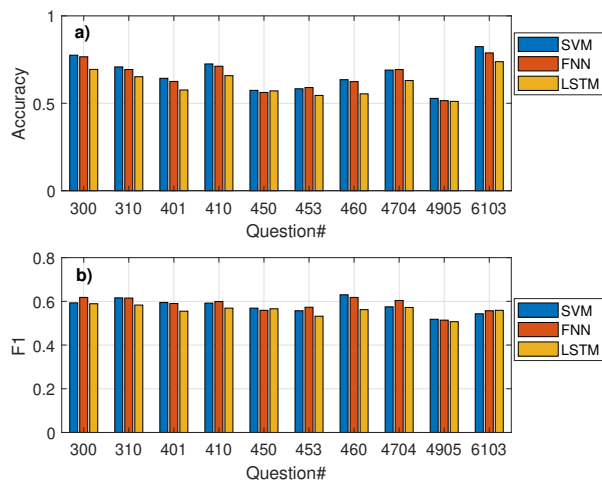 a)
1
0.5
0
Accuracy
300 310 401 410 450 453 460 4704 4905 6103
Question#
SVM
FNN
LSTM
b)
0.8
0.6
0.4
0.2
0
F1
300 310 401 410 450 453 460 4704 4905 6103
Question#
SVM
FNN
LSTM